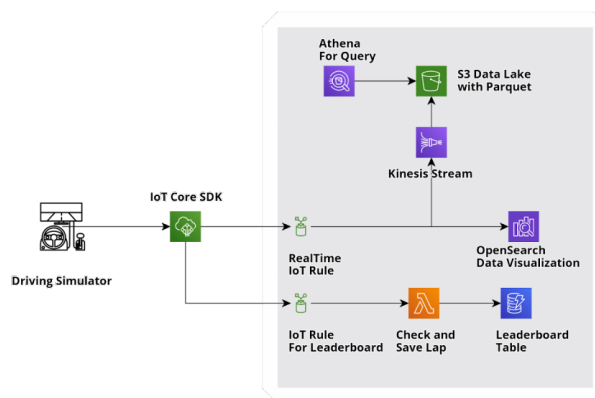 Athena
For Query
S3 Data Lake
with Parquet
Kinesis Stream
IoT Core SDK
Driving Simulator
RealTime
IoT Rule
OpenSearch
Data Visualization
IoT Rule
For Leaderboard
Check and
Save Lap
Leaderboard
Table